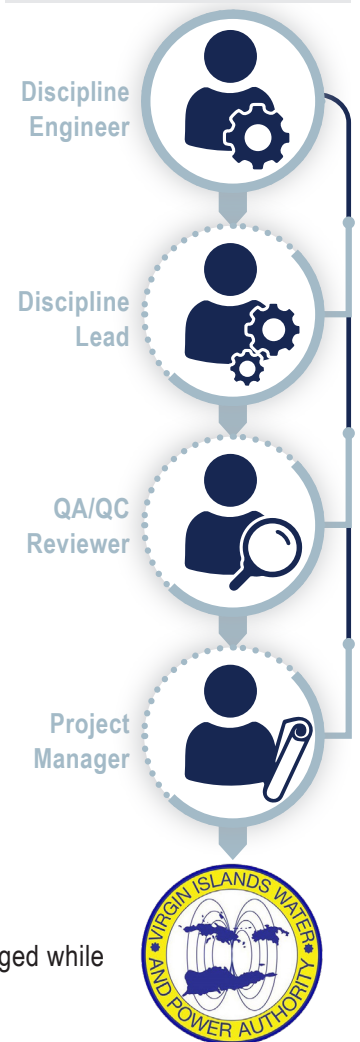 Discipline
Engineer
Discipline
Lead
QA/QC
Reviewer
Project
Manager
ged while
VIRGIN ISLANDS WATER
AND POWER AUTHORITY